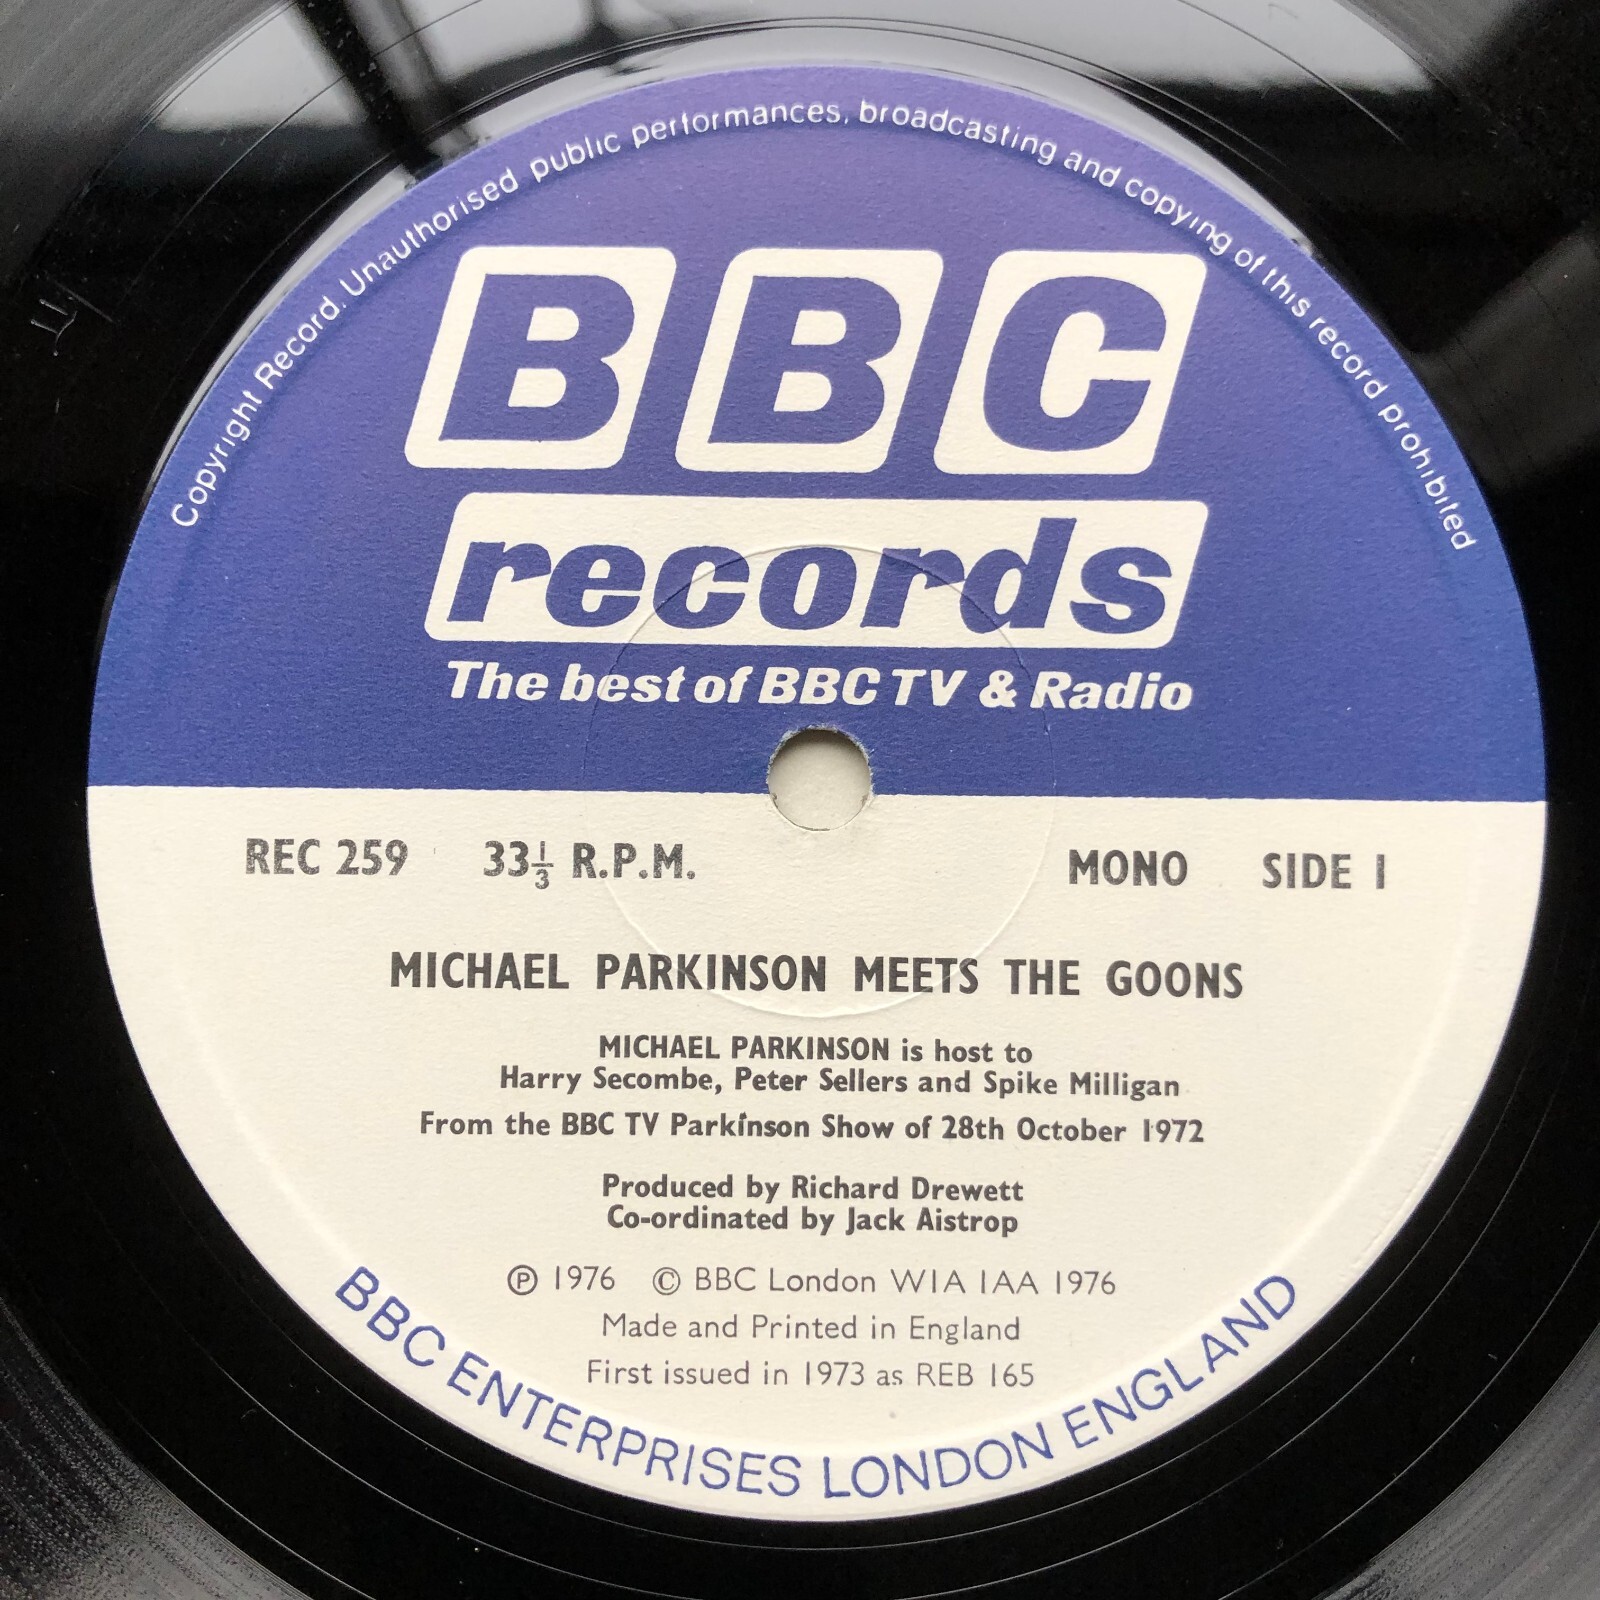 Copyright Record. Unauthorised public performances, broadcasting and copying of this record prohibited
BBC
records
The best of BBC TV & Radio
REC 259 33⅓ R.P.M. MONO SIDE 1
MICHAEL PARKINSON MEETS THE GOONS
MICHAEL PARKINSON is host to
Harry Secombe, Peter Sellers and Spike Milligan
From the BBC TV Parkinson Show of 28th October 1972
Produced by Richard Drewett
Co-ordinated by Jack Aistrop
Ⓟ 1976 © BBC London W1A 1AA 1976
Made and Printed in England
First issued in 1973 as REB 165
BBC ENTERPRISES LONDON ENGLAND